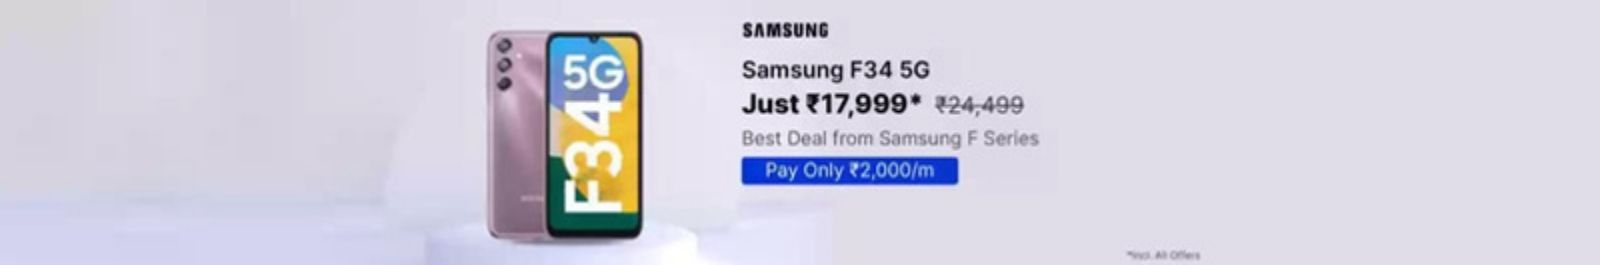 SAMSUNG
Samsung F34 5G
Just ₹17,999* ₹24,499
Best Deal from Samsung F Series
Pay Only ₹2,000/m
5G
F34
*Incl. All Offers